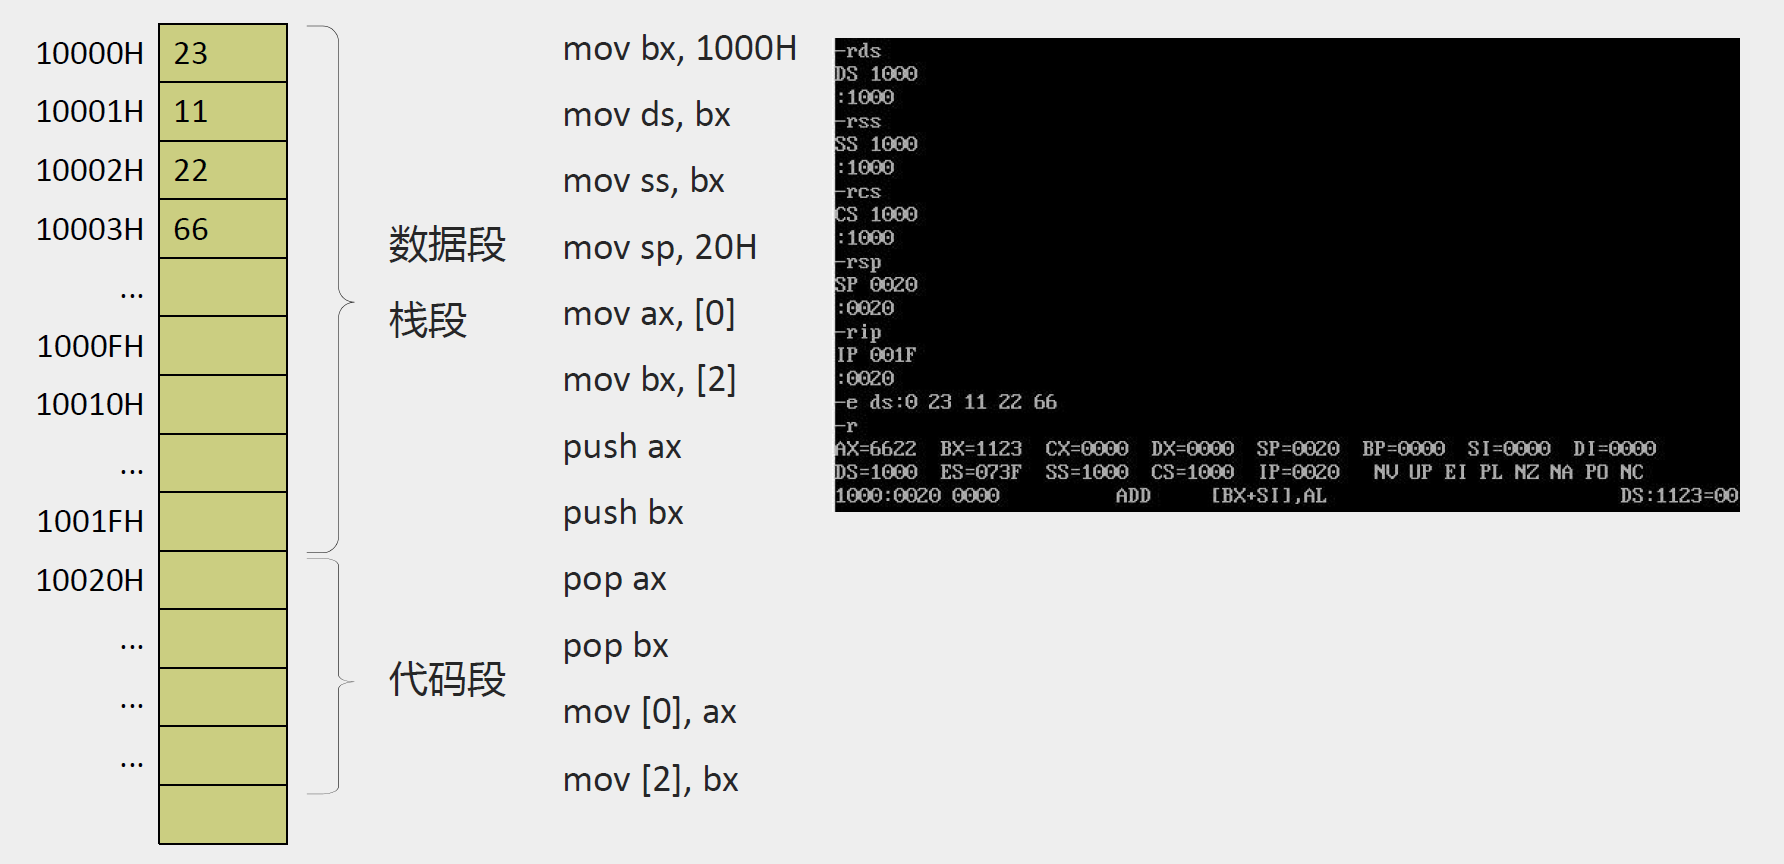 10000H 23
10001H 11
10002H 22
10003H 66
...
1000FH
10010H
...
1001FH
10020H
...
...
...
数据段
栈段
代码段
mov bx, 1000H
mov ds, bx
mov ss, bx
mov sp, 20H
mov ax, [0]
mov bx, [2]
push ax
push bx
pop ax
pop bx
mov [0], ax
mov [2], bx
-rds
DS 1000
:1000
-rss
SS 1000
:1000
-rcs
CS 1000
:1000
-rsp
SP 0020
:0020
-rip
IP 001F
:0020
-e ds:0 23 11 22 66
-r
AX=6622 BX=1123 CX=0000 DX=0000 SP=0020 BP=0000 SI=0000 DI=0000
DS=1000 ES=073F SS=1000 CS=1000 IP=0020 NV UP EI PL NZ NA PO NC
1000:0020 0000 ADD [BX+SI],AL DS:1123=00